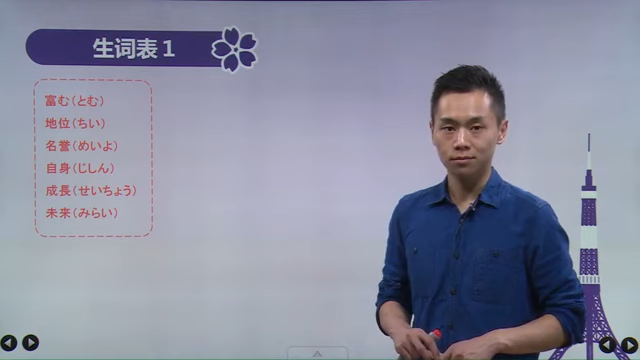 生词表1
富む(とむ)
地位(ちい)
名誉(めいよ)
自身(じしん)
成長(せいちょう)
未来(みらい)